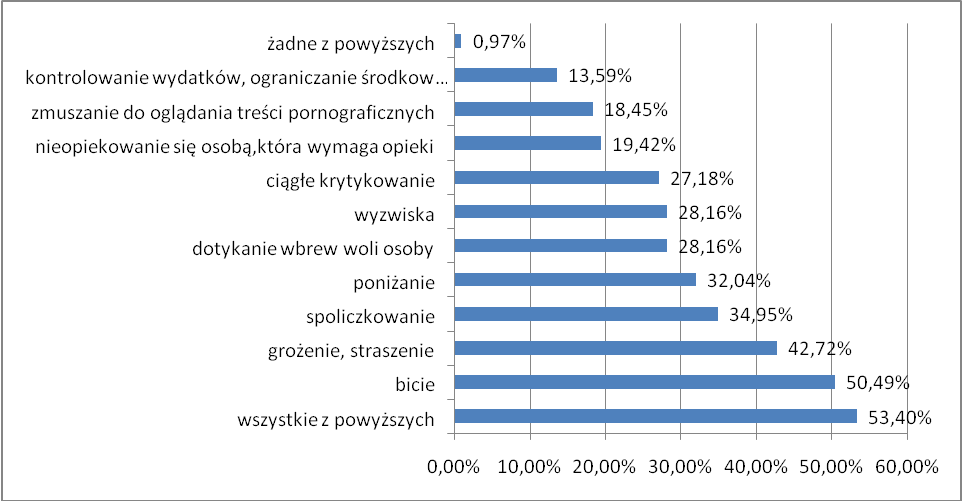 żadne z powyższych 0,97%
kontrolowanie wydatków, ograniczanie środkow... 13,59%
zmuszanie do oglądania treści pornograficznych 18,45%
nieopiekowanie się osobą,która wymaga opieki 19,42%
ciągłe krytykowanie 27,18%
wyzwiska 28,16%
dotykanie wbrew woli osoby 28,16%
poniżanie 32,04%
spoliczkowanie 34,95%
grożenie, straszenie 42,72%
bicie 50,49%
wszystkie z powyższych 53,40%
0,00% 10,00% 20,00% 30,00% 40,00% 50,00% 60,00%